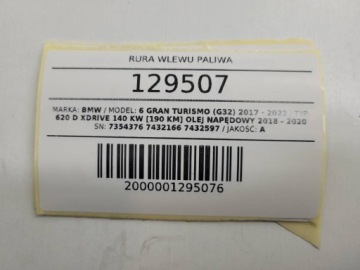 RURA WLEWU PALIWA
129507
MARKA: BMW / MODEL: 6 GRAN TURISMO (G32) 2017 - 2022 TYP:
620 D XDRIVE 140 KW [190 KM] OLEJ NAPĘDOWY 2018 - 2020
SN: 7354376 7432166 7432597 / JAKOŚĆ: A
2000001295076